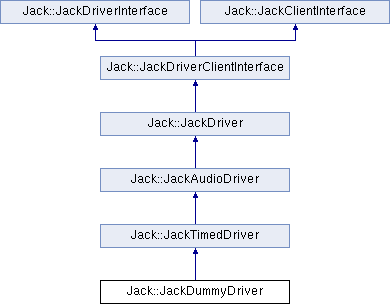 Jack::JackDriverInterface Jack::JackClientInterface
Jack::JackDriverClientInterface
Jack::JackDriver
Jack::JackAudioDriver
Jack::JackTimedDriver
Jack::JackDummyDriver